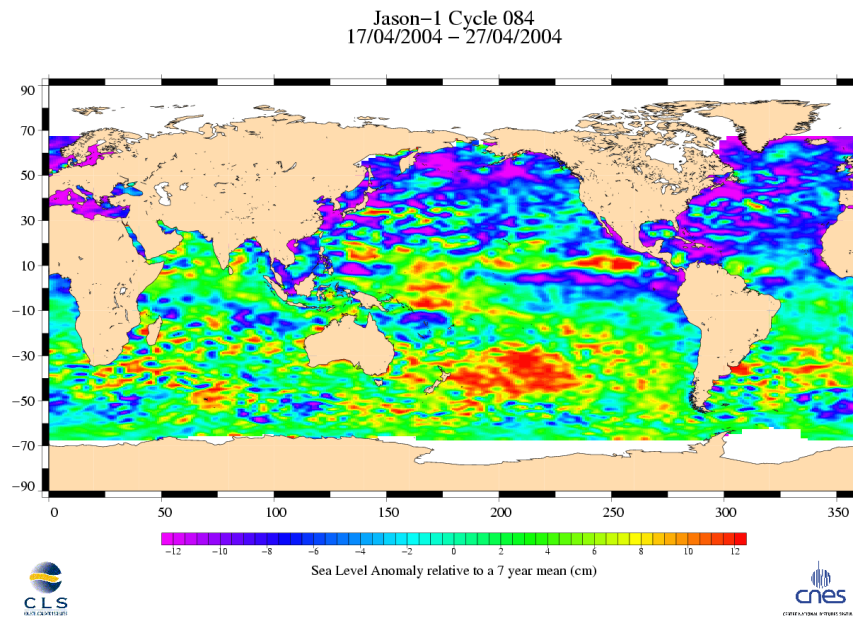 Jason−1 Cycle 084
17/04/2004 − 27/04/2004
90
70
50
30
10
−10
−30
−50
−70
−90
0 50 100 150 200 250 300 350
−12 −10 −8 −6 −4 −2 0 2 4 6 8 10 12
Sea Level Anomaly relative to a 7 year mean (cm)
CLS
cnes